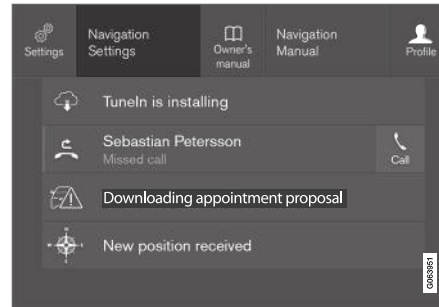 Settings
Navigation
Settings
Owner's
manual
Navigation
Manual
Profile
TuneIn is installing
Sebastian Petersson
Missed call
Call
Downloading appointment proposal
New position received
G063951